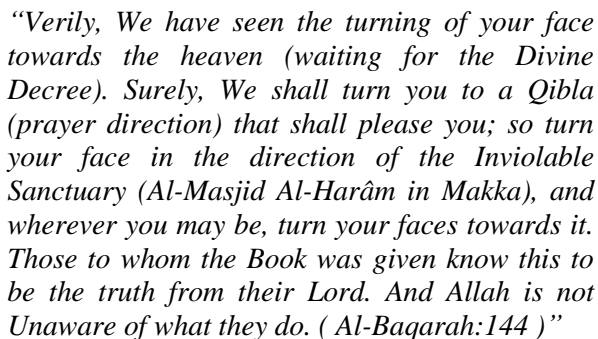 “Verily, We have seen the turning of your face
towards the heaven (waiting for the Divine
Decree). Surely, We shall turn you to a Qibla
(prayer direction) that shall please you; so turn
your face in the direction of the Inviolable
Sanctuary (Al-Masjid Al-Harâm in Makka), and
wherever you may be, turn your faces towards it.
Those to whom the Book was given know this to
be the truth from their Lord. And Allah is not
Unaware of what they do. ( Al-Baqarah:144 )”